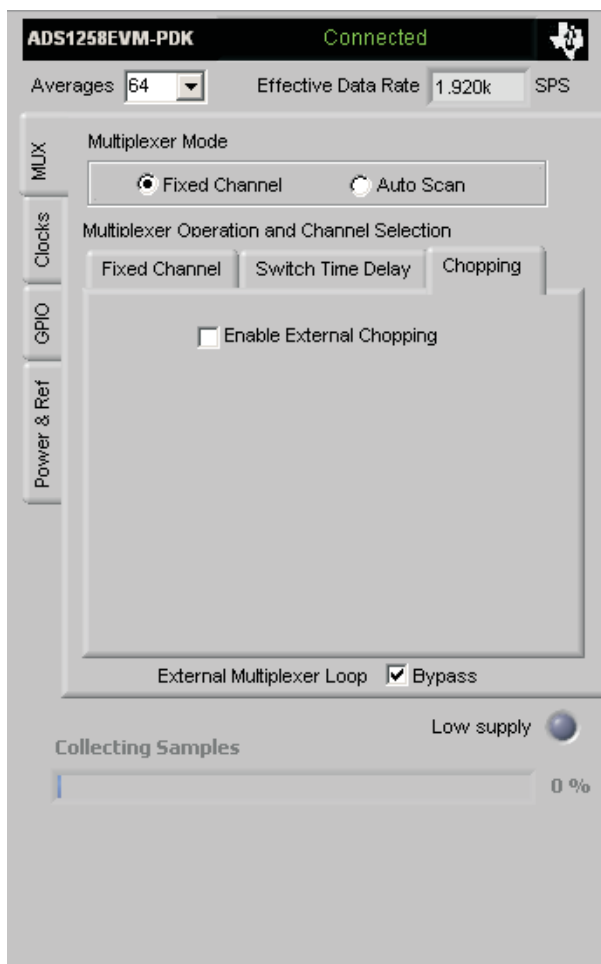 ADS1258EVM-PDK Connected
Averages 64 Effective Data Rate 1.920k SPS
MUX
Clocks
GPIO
Power & Ref
Multiplexer Mode
Fixed Channel Auto Scan
Multiplexer Operation and Channel Selection
Fixed Channel Switch Time Delay Chopping
Enable External Chopping
External Multiplexer Loop Bypass
Low supply
Collecting Samples
0 %